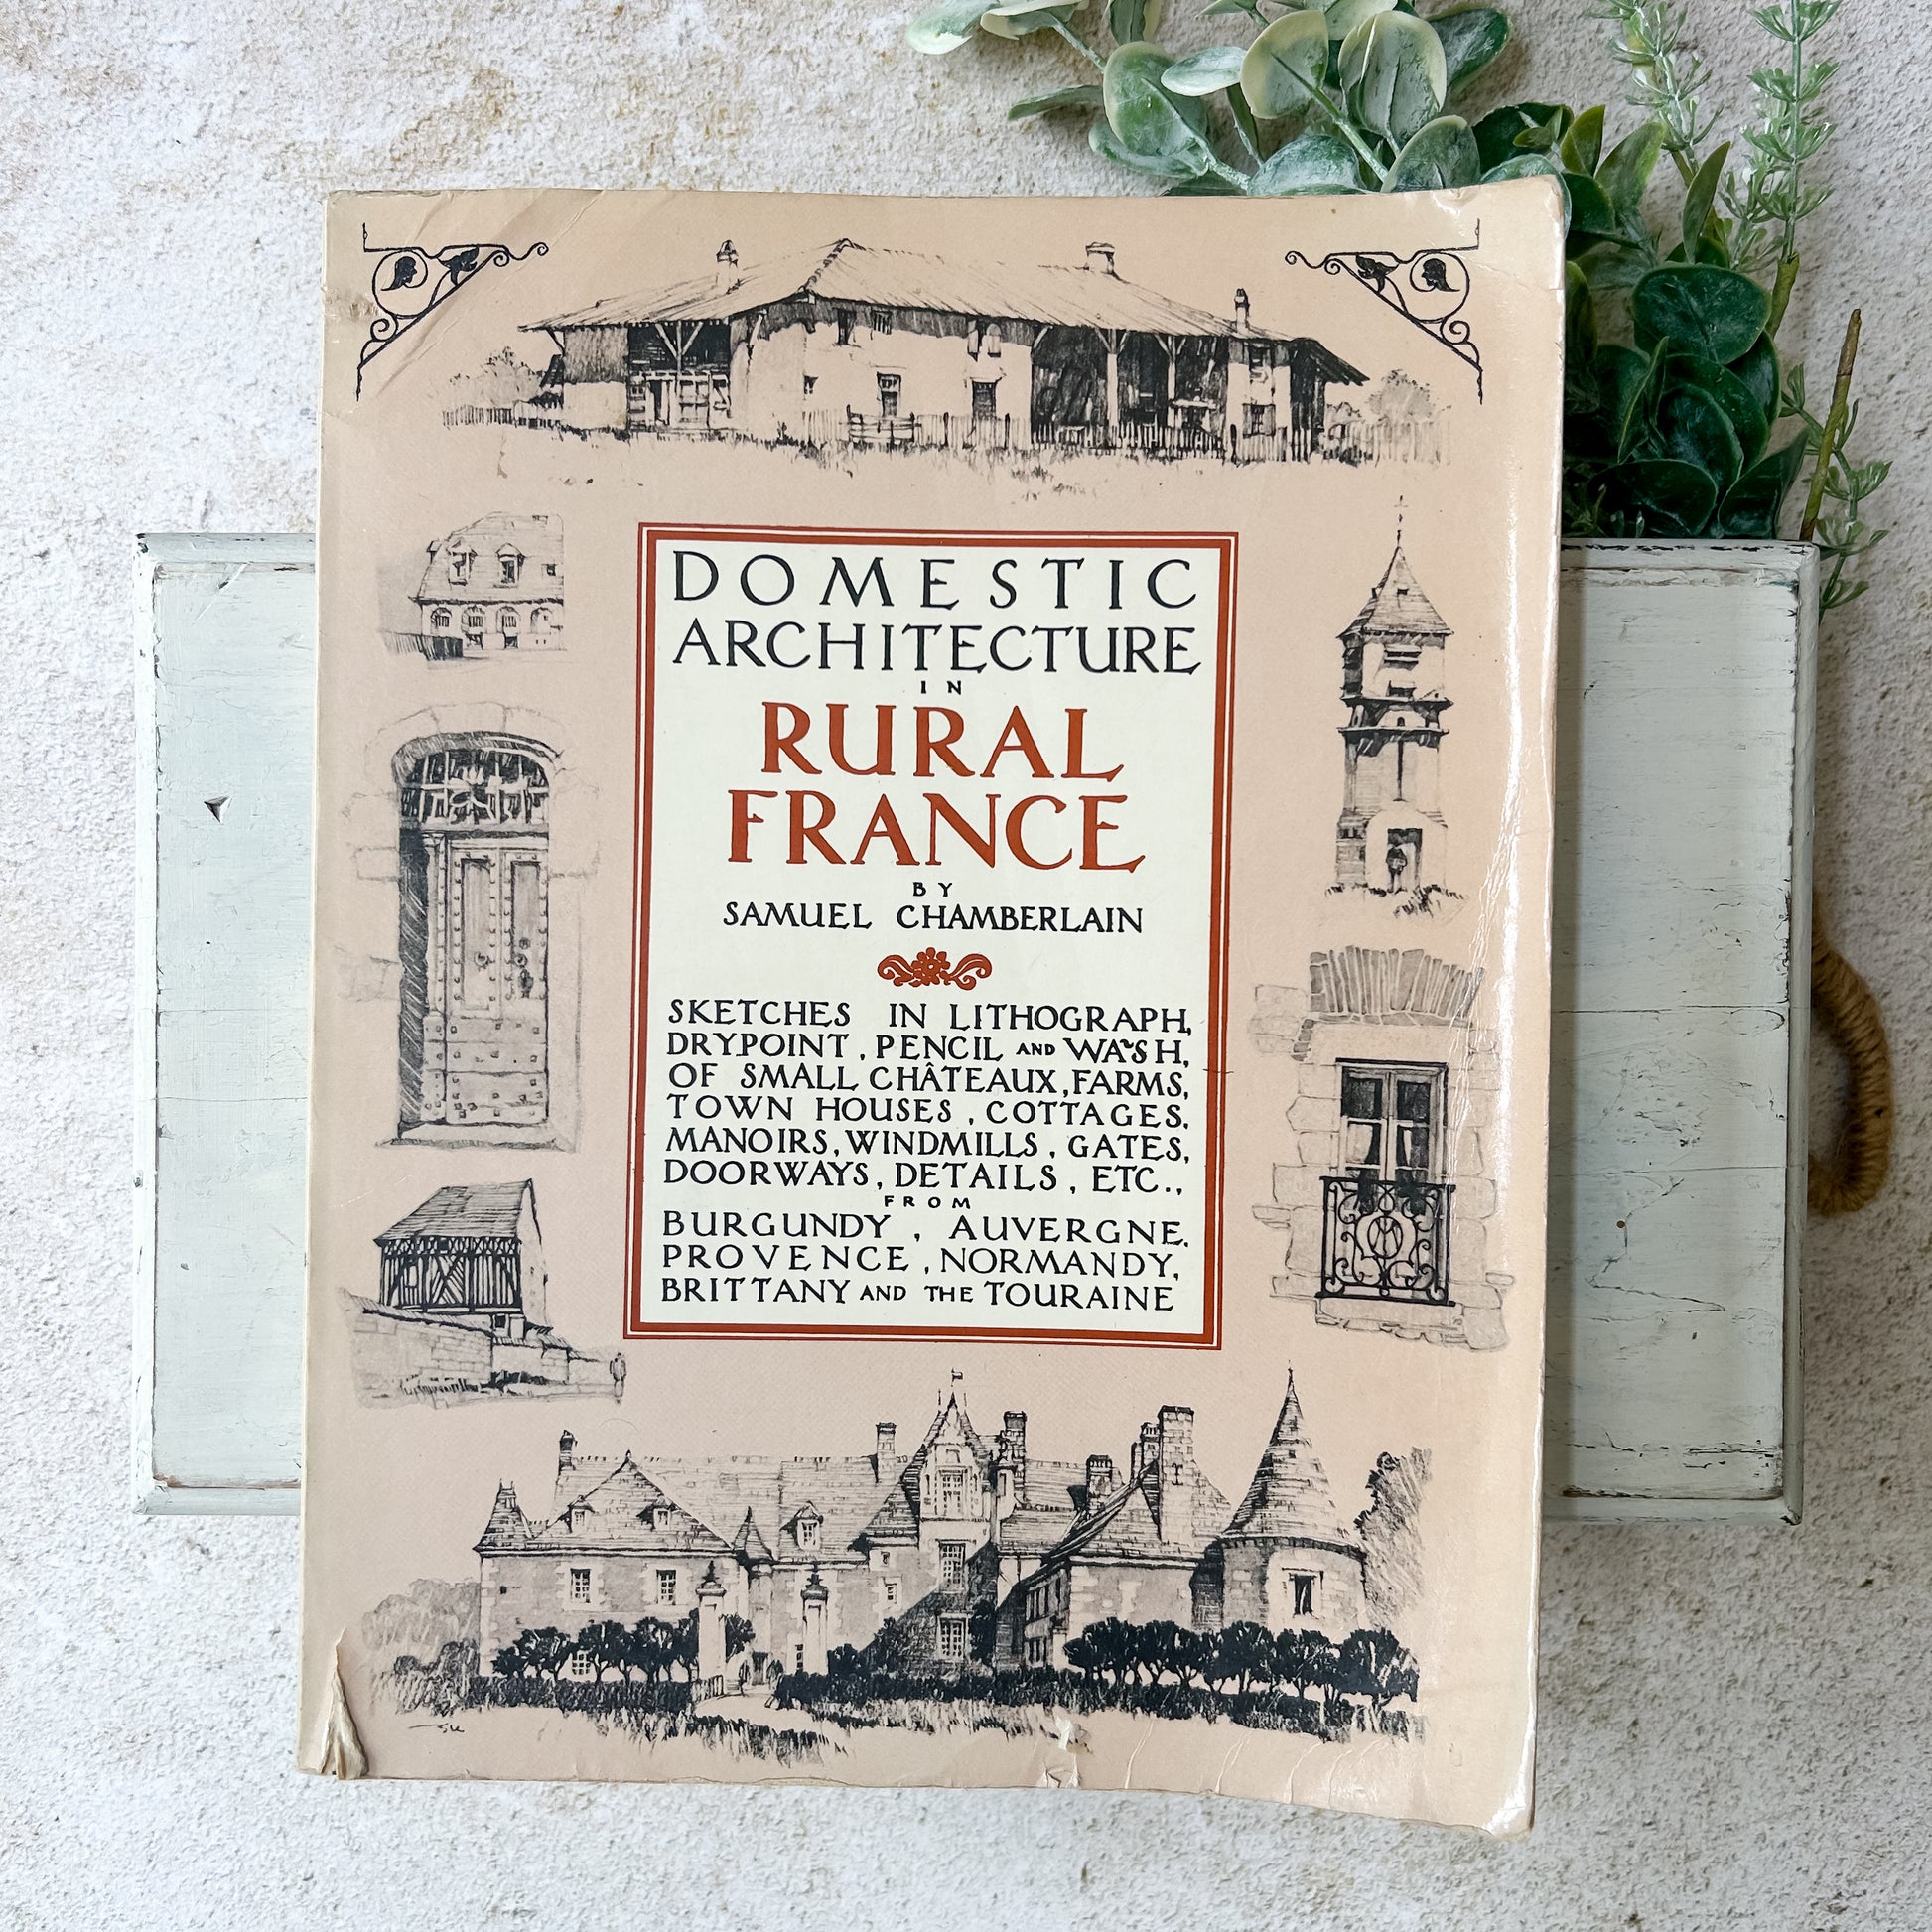 DOMESTIC
ARCHITECTURE
IN
RURAL
FRANCE
BY
SAMUEL CHAMBERLAIN
SKETCHES IN LITHOGRAPH,
DRYPOINT, PENCIL AND WASH,
OF SMALL CHÂTEAUX, FARMS,
TOWN HOUSES, COTTAGES,
MANOIRS, WINDMILLS, GATES,
DOORWAYS, DETAILS, ETC.,
FROM
BURGUNDY, AUVERGNE,
PROVENCE, NORMANDY,
BRITTANY AND THE TOURAINE